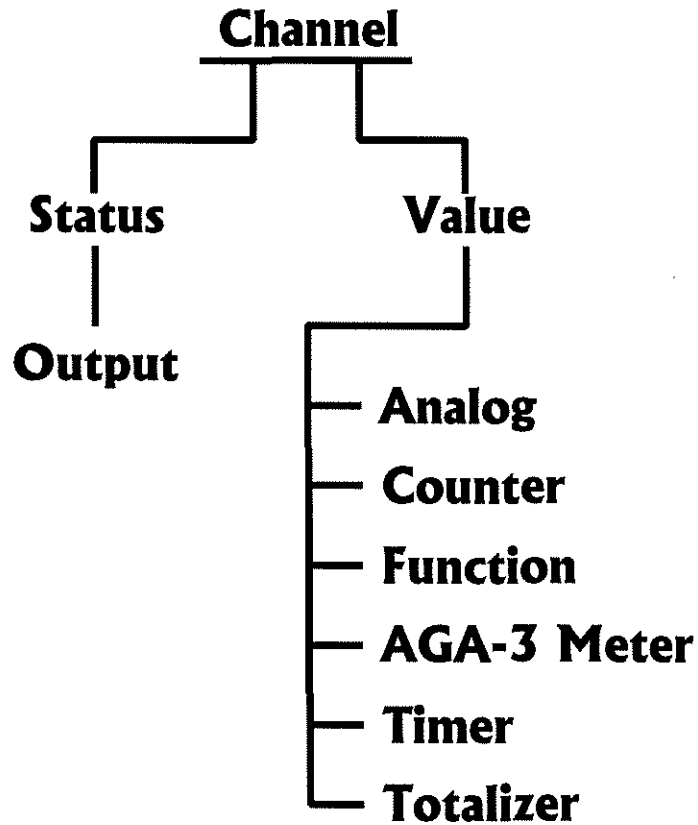 Channel
Status
Value
Output
Analog
Counter
Function
AGA-3 Meter
Timer
Totalizer